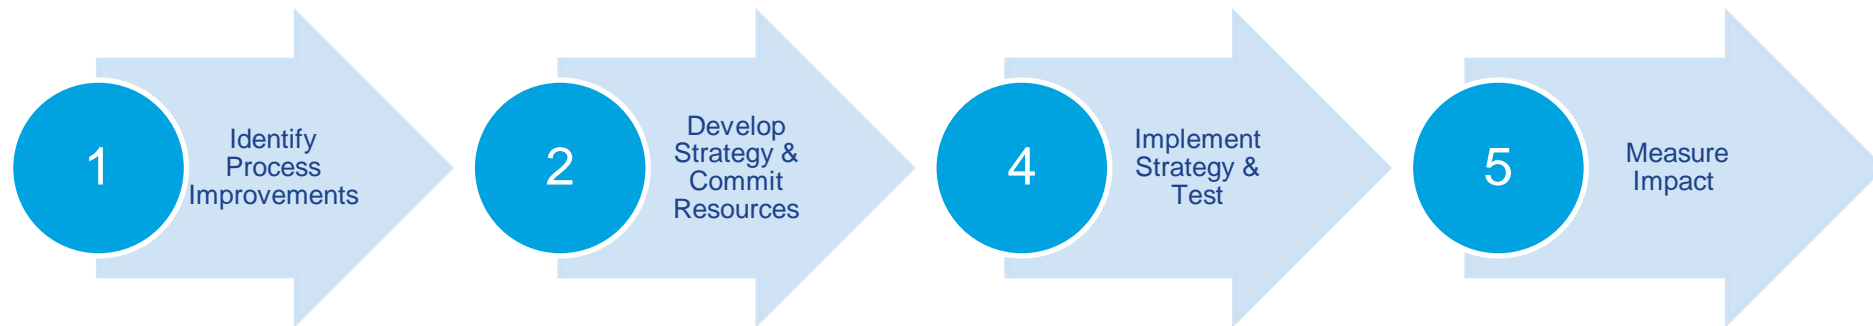 1
Identify
Process
Improvements
2
Develop
Strategy &
Commit
Resources
4
Implement
Strategy &
Test
5
Measure
Impact